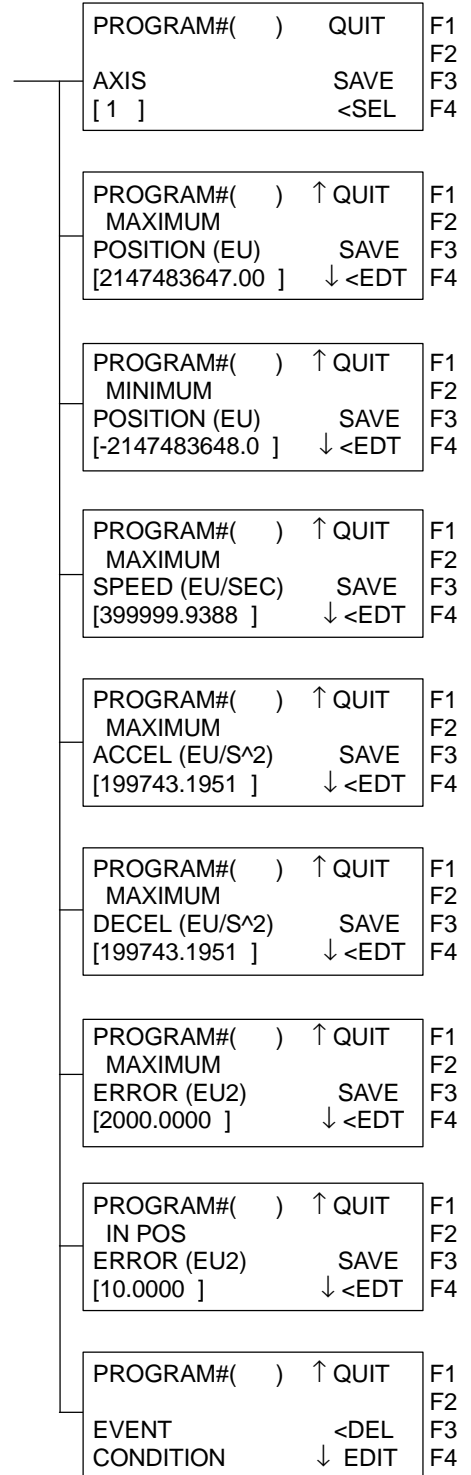 PROGRAM#( ) QUIT F1
F2
AXIS SAVE F3
[ 1 ] <SEL F4
PROGRAM#( ) ↑ QUIT F1
MAXIMUM F2
POSITION (EU) SAVE F3
[2147483647.00 ] ↓ <EDT F4
PROGRAM#( ) ↑ QUIT F1
MINIMUM F2
POSITION (EU) SAVE F3
[-2147483648.0 ] ↓ <EDT F4
PROGRAM#( ) ↑ QUIT F1
MAXIMUM F2
SPEED (EU/SEC) SAVE F3
[399999.9388 ] ↓ <EDT F4
PROGRAM#( ) ↑ QUIT F1
MAXIMUM F2
ACCEL (EU/S^2) SAVE F3
[199743.1951 ] ↓ <EDT F4
PROGRAM#( ) ↑ QUIT F1
MAXIMUM F2
DECEL (EU/S^2) SAVE F3
[199743.1951 ] ↓ <EDT F4
PROGRAM#( ) ↑ QUIT F1
MAXIMUM F2
ERROR (EU2) SAVE F3
[2000.0000 ] ↓ <EDT F4
PROGRAM#( ) ↑ QUIT F1
IN POS F2
ERROR (EU2) SAVE F3
[10.0000 ] ↓ <EDT F4
PROGRAM#( ) ↑ QUIT F1
F2
EVENT <DEL F3
CONDITION ↓ EDIT F4